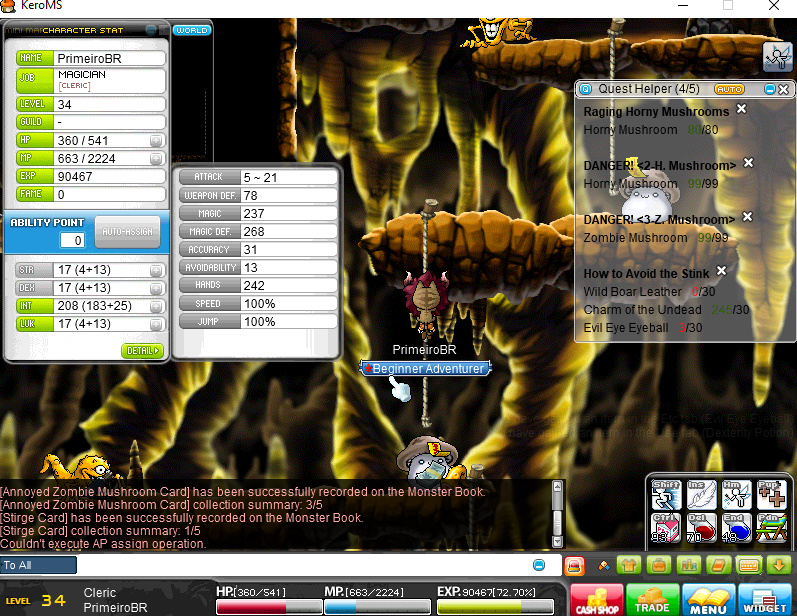 KeroMS
CHARACTER STAT
WORLD
NAME PrimeiroBR
JOB MAGICIAN
[CLERIC]
LEVEL 34
GUILD -
HP 360 / 541
MP 663 / 2224
EXP 90467
FAME 0
ABILITY POINT
0
AUTO-ASSIGN
STR 17 (4+13)
DEX 17 (4+13)
INT 208 (183+25)
LUK 17 (4+13)
DETAIL
ATTACK 5 ~ 21
WEAPON DEF. 78
MAGIC 237
MAGIC DEF. 268
ACCURACY 31
AVOIDABILITY 13
HANDS 242
SPEED 100%
JUMP 100%
Quest Helper (4/5) AUTO
Raging Horny Mushrooms
Horny Mushroom 80/80
DANGER! <2-H. Mushroom>
Horny Mushroom 99/99
DANGER! <3-Z. Mushroom>
Zombie Mushroom 99/99
How to Avoid the Stink
Wild Boar Leather 0/30
Charm of the Undead 245/30
Evil Eye Eyeball 0/30
PrimeiroBR
Beginner Adventurer
[Annoyed Zombie Mushroom Card] has been successfully recorded on the Monster Book.
[Annoyed Zombie Mushroom Card] collection summary: 3/5
[Stirge Card] has been successfully recorded on the Monster Book.
[Stirge Card] collection summary: 1/5
Couldn't execute AP assign operation.
Shift Ins Hm Pup
Ctrl Del End Pdn
To All
LEVEL 34
Cleric
PrimeiroBR
HP.[360/541] MP.[663/2224] EXP.90467[72.70%]
CASH SHOP TRADE MENU WIDGET